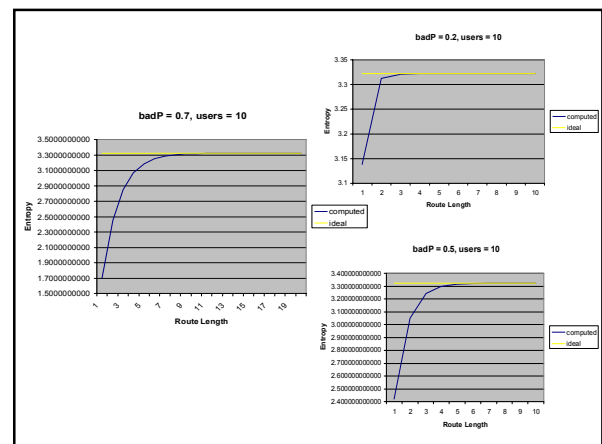 badP = 0.7, users = 10
3.5000000000
3.3000000000
3.1000000000
2.9000000000
2.7000000000
2.5000000000
2.3000000000
2.1000000000
1.9000000000
1.7000000000
1.5000000000
Entropy
1 3 5 7 9 11 13 15 17 19
Route Length
computed
ideal
badP = 0.2, users = 10
3.35
3.3
3.25
3.2
3.15
3.1
Entropy
1 2 3 4 5 6 7 8 9 10
Route Length
computed
ideal
badP = 0.5, users = 10
3.400000000000
3.300000000000
3.200000000000
3.100000000000
3.000000000000
2.900000000000
2.800000000000
2.700000000000
2.600000000000
2.500000000000
2.400000000000
Entropy
1 2 3 4 5 6 7 8 9 10
Route Length
computed
ideal